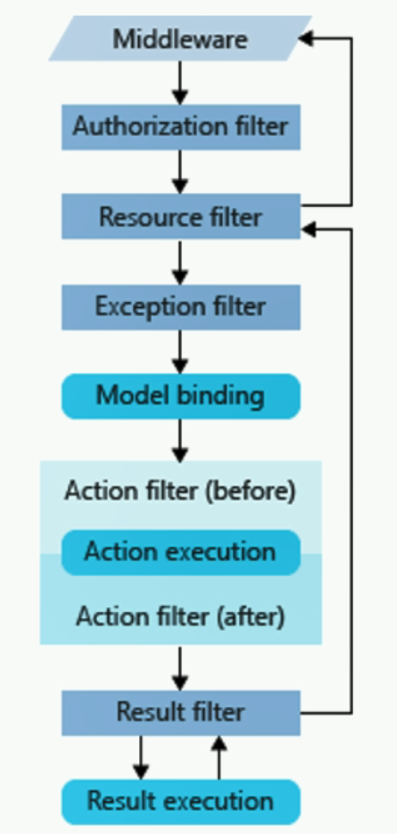 Middleware
Authorization filter
Resource filter
Exception filter
Model binding
Action filter (before)
Action execution
Action filter (after)
Result filter
Result execution